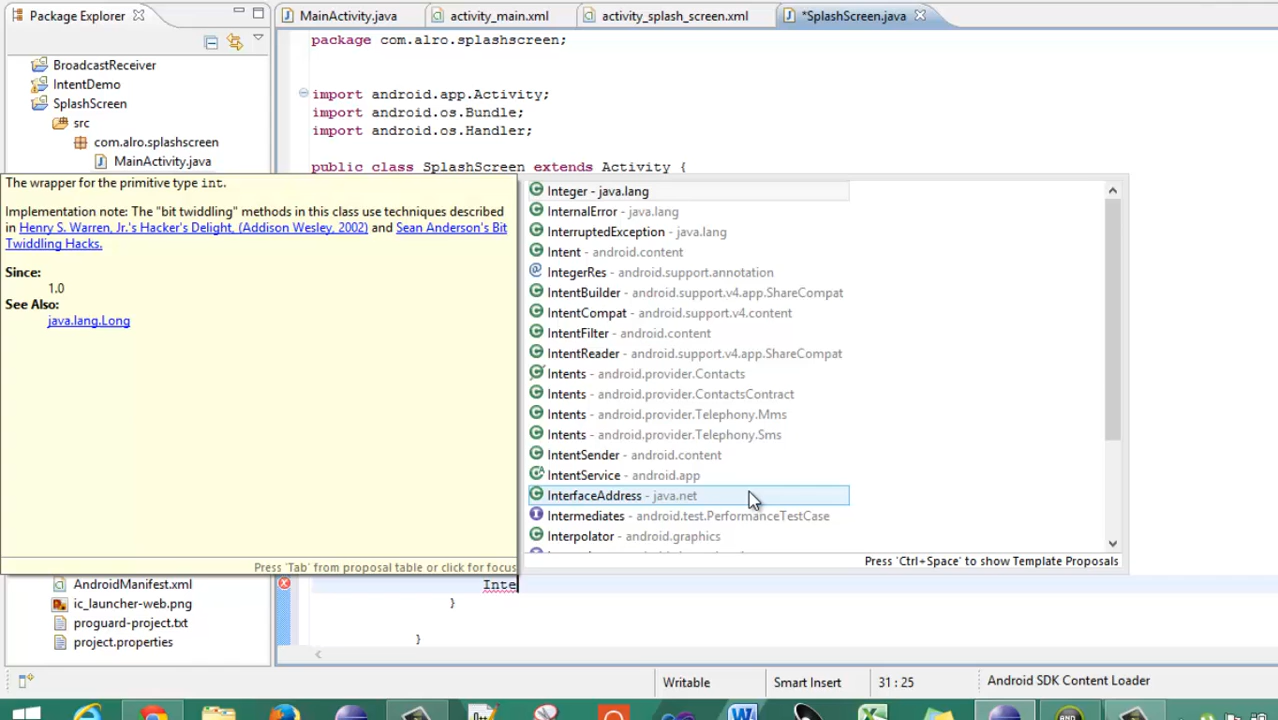 Package Explorer
MainActivity.java
activity_main.xml
activity_splash_screen.xml
*SplashScreen.java
BroadcastReceiver
IntentDemo
SplashScreen
src
com.alro.splashscreen
MainActivity.java
package com.alro.splashscreen;
import android.app.Activity;
import android.os.Bundle;
import android.os.Handler;
public class SplashScreen extends Activity {
The wrapper for the primitive type int.
Implementation note: The "bit twiddling" methods in this class use techniques described
in Henry S. Warren, Jr.'s Hacker's Delight, (Addison Wesley, 2002) and Sean Anderson's Bit
Twiddling Hacks.
Since:
1.0
See Also:
java.lang.Long
Press 'Tab' from proposal table or click for focus
Integer - java.lang
InternalError - java.lang
InterruptedException - java.lang
Intent - android.content
IntegerRes - android.support.annotation
IntentBuilder - android.support.v4.app.ShareCompat
IntentCompat - android.support.v4.content
IntentFilter - android.content
IntentReader - android.support.v4.app.ShareCompat
Intents - android.provider.Contacts
Intents - android.provider.ContactsContract
Intents - android.provider.Telephony.Mms
Intents - android.provider.Telephony.Sms
IntentSender - android.content
IntentService - android.app
InterfaceAddress - java.net
Intermediates - android.test.PerformanceTestCase
Interpolator - android.graphics
Press 'Ctrl+Space' to show Template Proposals
AndroidManifest.xml
ic_launcher-web.png
proguard-project.txt
project.properties
Inte
}
}
Writable
Smart Insert
31 : 25
Android SDK Content Loader